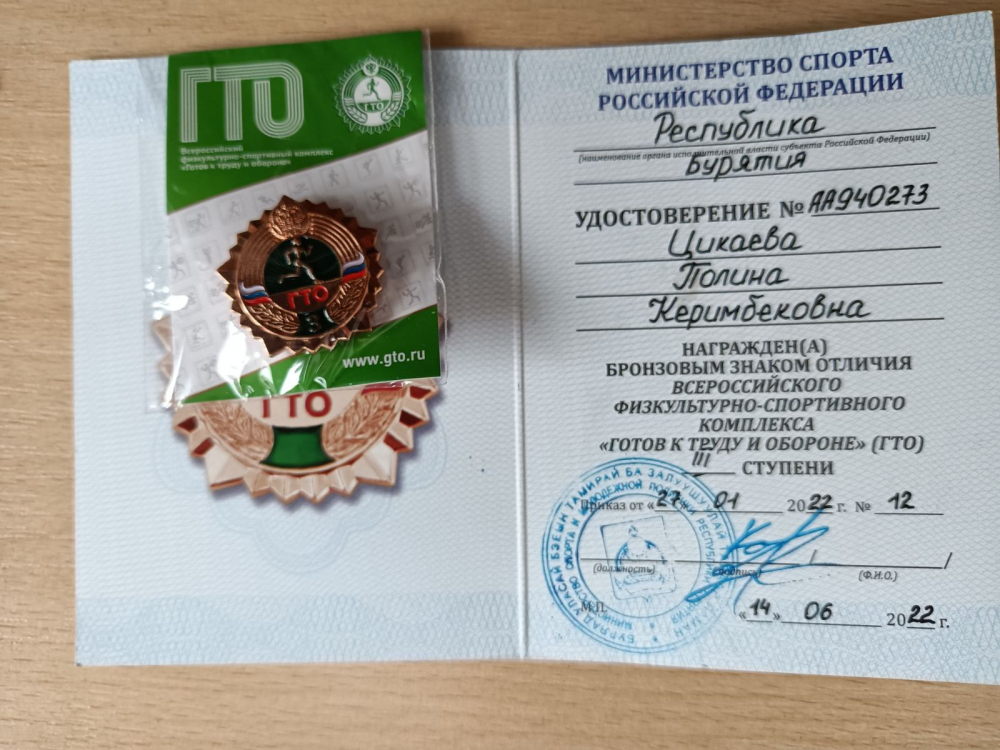 ГТО
ГТО
Всероссийский
физкультурно-спортивный комплекс
«Готов к труду и обороне»
ГТО
3
www.gto.ru
ГТО
МИНИСТЕРСТВО СПОРТА
РОССИЙСКОЙ ФЕДЕРАЦИИ
Республика
(наименование органа исполнительной власти субъекта Российской Федерации)
Бурятия
УДОСТОВЕРЕНИЕ № АА940273
Цикаева
Полина
Керимбековна
НАГРАЖДЕН(А)
БРОНЗОВЫМ ЗНАКОМ ОТЛИЧИЯ
ВСЕРОССИЙСКОГО
ФИЗКУЛЬТУРНО-СПОРТИВНОГО
КОМПЛЕКСА
«ГОТОВ К ТРУДУ И ОБОРОНЕ» (ГТО)
III СТУПЕНИ
Приказ от «27» 01 2022 г. № 12
(должность) (подпись) (Ф.И.О.)
М.П.
«14» 06 2022 г.